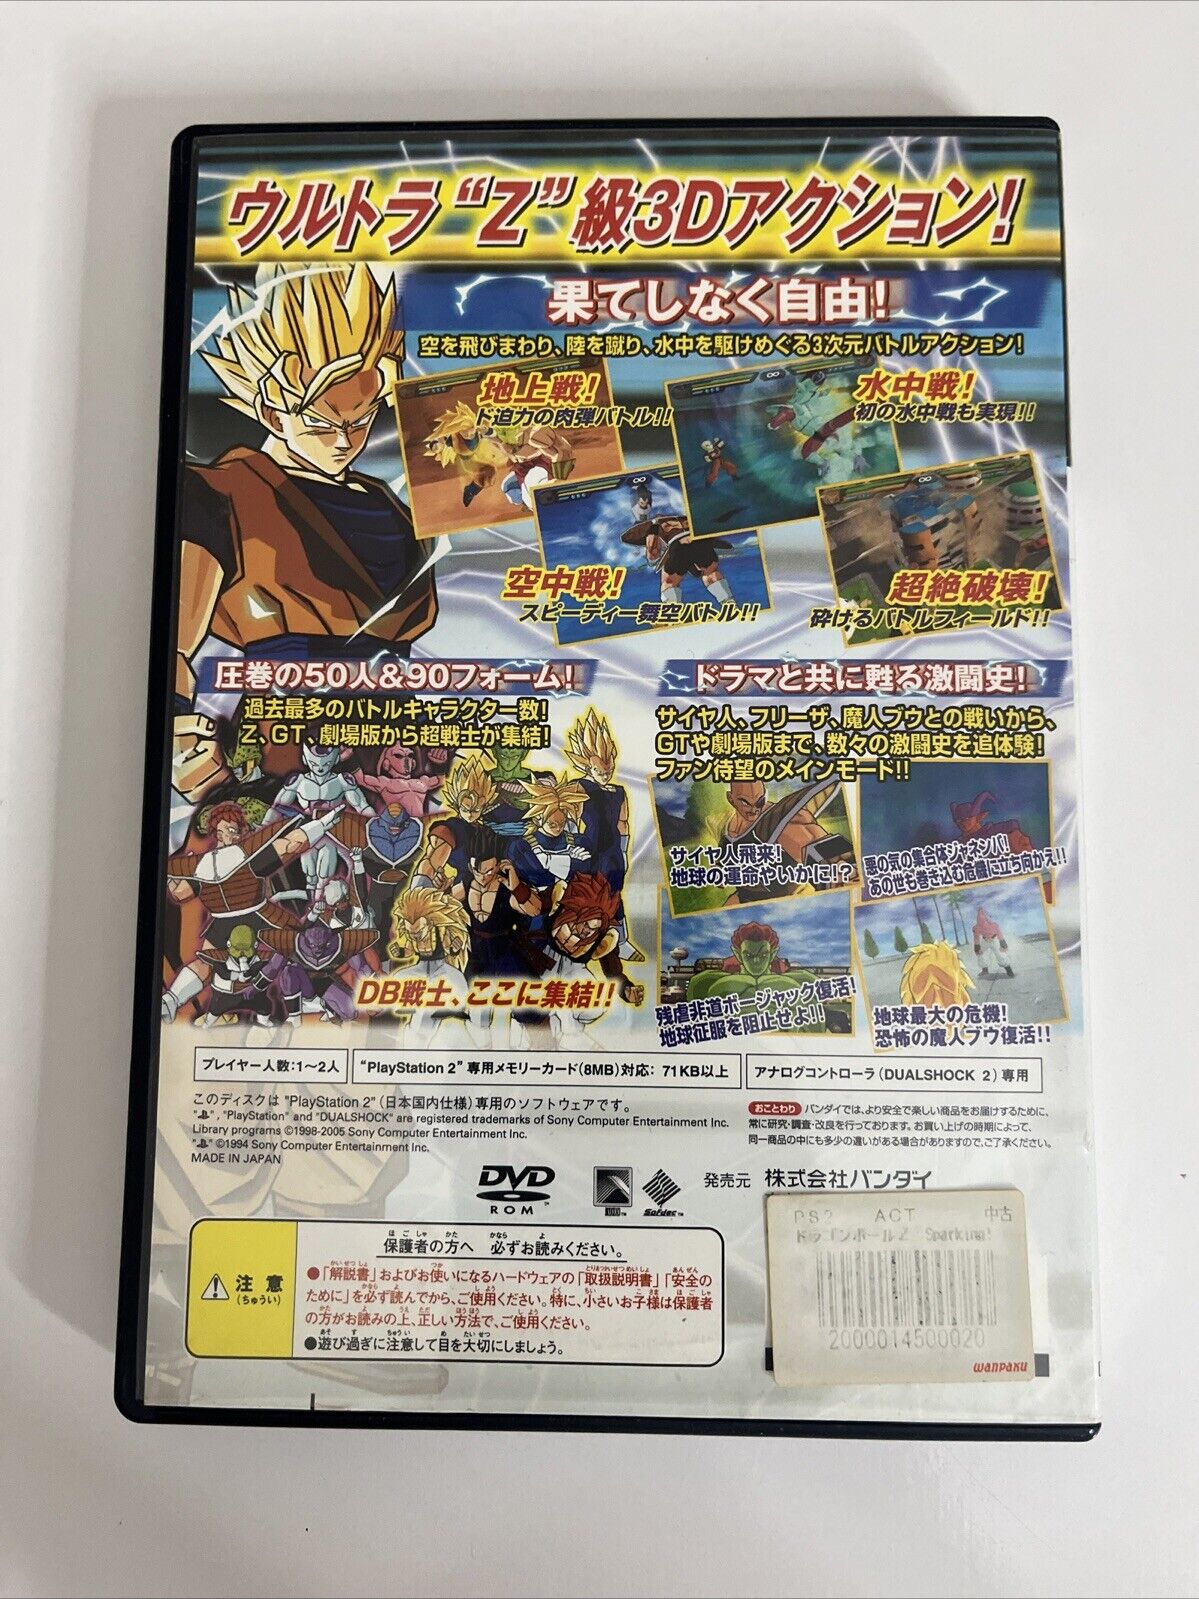 ウルトラ“Z”級3Dアクション!
果てしなく自由!
空を飛びまわり、陸を蹴り、水中を駆けめぐる3次元バトルアクション!
地上戦!
ド迫力の肉弾バトル!!
水中戦!
初の水中戦も実現!!
空中戦!
スピーディー舞空バトル!!
超絶破壊!
砕けるバトルフィールド!!
圧巻の50人&90フォーム!
過去最多のバトルキャラクター数!
Z、GT、劇場版から超戦士が集結!
DB戦士、ここに集結!!
ドラマと共に甦る激闘史!
サイヤ人、フリーザ、魔人ブウとの戦いから、
GTや劇場版まで、数々の激闘史を追体験!
ファン待望のメインモード!!
サイヤ人飛来!
地球の運命やいかに!?
悪の気の集合体ジャネンバ!
あの世も巻き込む危機に立ち向かえ!!
残虐非道ボージャック復活!
地球征服を阻止せよ!!
地球最大の危機!
恐怖の魔人ブウ復活!!
プレイヤー人数:1〜2人
“PlayStation 2”専用メモリーカード(8MB)対応: 71KB以上
アナログコントローラ(DUALSHOCK 2)専用
このディスクは "PlayStation 2"(日本国内仕様)専用のソフトウェアです。
", "PlayStation" and "DUALSHOCK" are registered trademarks of Sony Computer Entertainment Inc.
Library programs ©1998-2005 Sony Computer Entertainment Inc.
" ©1994 Sony Computer Entertainment Inc.
MADE IN JAPAN
おことわり バンダイでは、より安全で楽しい商品をお届けするために、
常に研究・調査・改良を行っております。お買い上げの時期によって、
同一商品の中にも多少の違いがある場合がありますので、ご了承ください。
DVD
ROM
Sofdec
発売元 株式会社バンダイ
注意
(ちゅうい)
保護者の方へ 必ずお読みください。
●「解説書」およびお使いになるハードウェアの「取扱説明書」「安全の
ために」を必ず読んでから、ご使用ください。特に、小さいお子様は保護者
の方がお読みの上、正しい方法で、ご使用ください。
●遊び過ぎに注意して目を大切にしましょう。
PS2 ACT 中古
ドラゴンボールZ Sparking!
2000014500020
WANPAKU